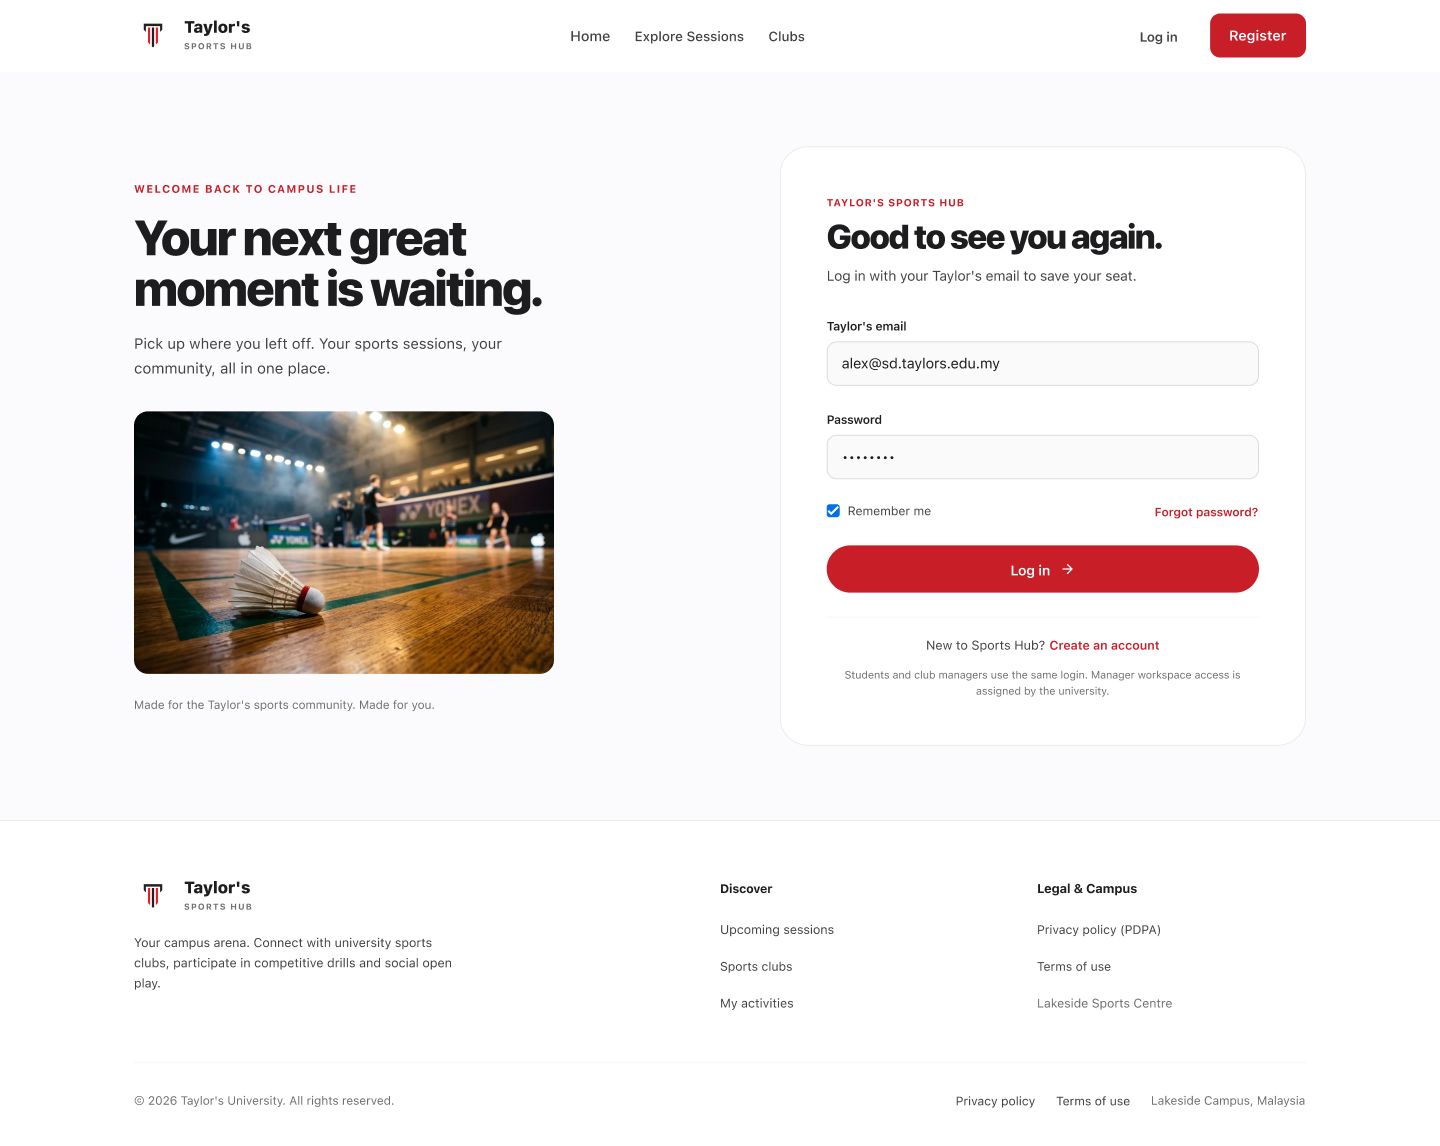 Taylor's
SPORTS HUB
Home
Explore Sessions
Clubs
Log in
Register
WELCOME BACK TO CAMPUS LIFE
Your next great
moment is waiting.
Pick up where you left off. Your sports sessions, your
community, all in one place.
YONEX
YONEX
YONEX
Made for the Taylor's sports community. Made for you.
TAYLOR'S SPORTS HUB
Good to see you again.
Log in with your Taylor's email to save your seat.
Taylor's email
alex@sd.taylors.edu.my
Password
••••••••
Remember me
Forgot password?
Log in →
New to Sports Hub? Create an account
Students and club managers use the same login. Manager workspace access is
assigned by the university.
Taylor's
SPORTS HUB
Your campus arena. Connect with university sports
clubs, participate in competitive drills and social open
play.
Discover
Upcoming sessions
Sports clubs
My activities
Legal & Campus
Privacy policy (PDPA)
Terms of use
Lakeside Sports Centre
© 2026 Taylor's University. All rights reserved.
Privacy policy
Terms of use
Lakeside Campus, Malaysia